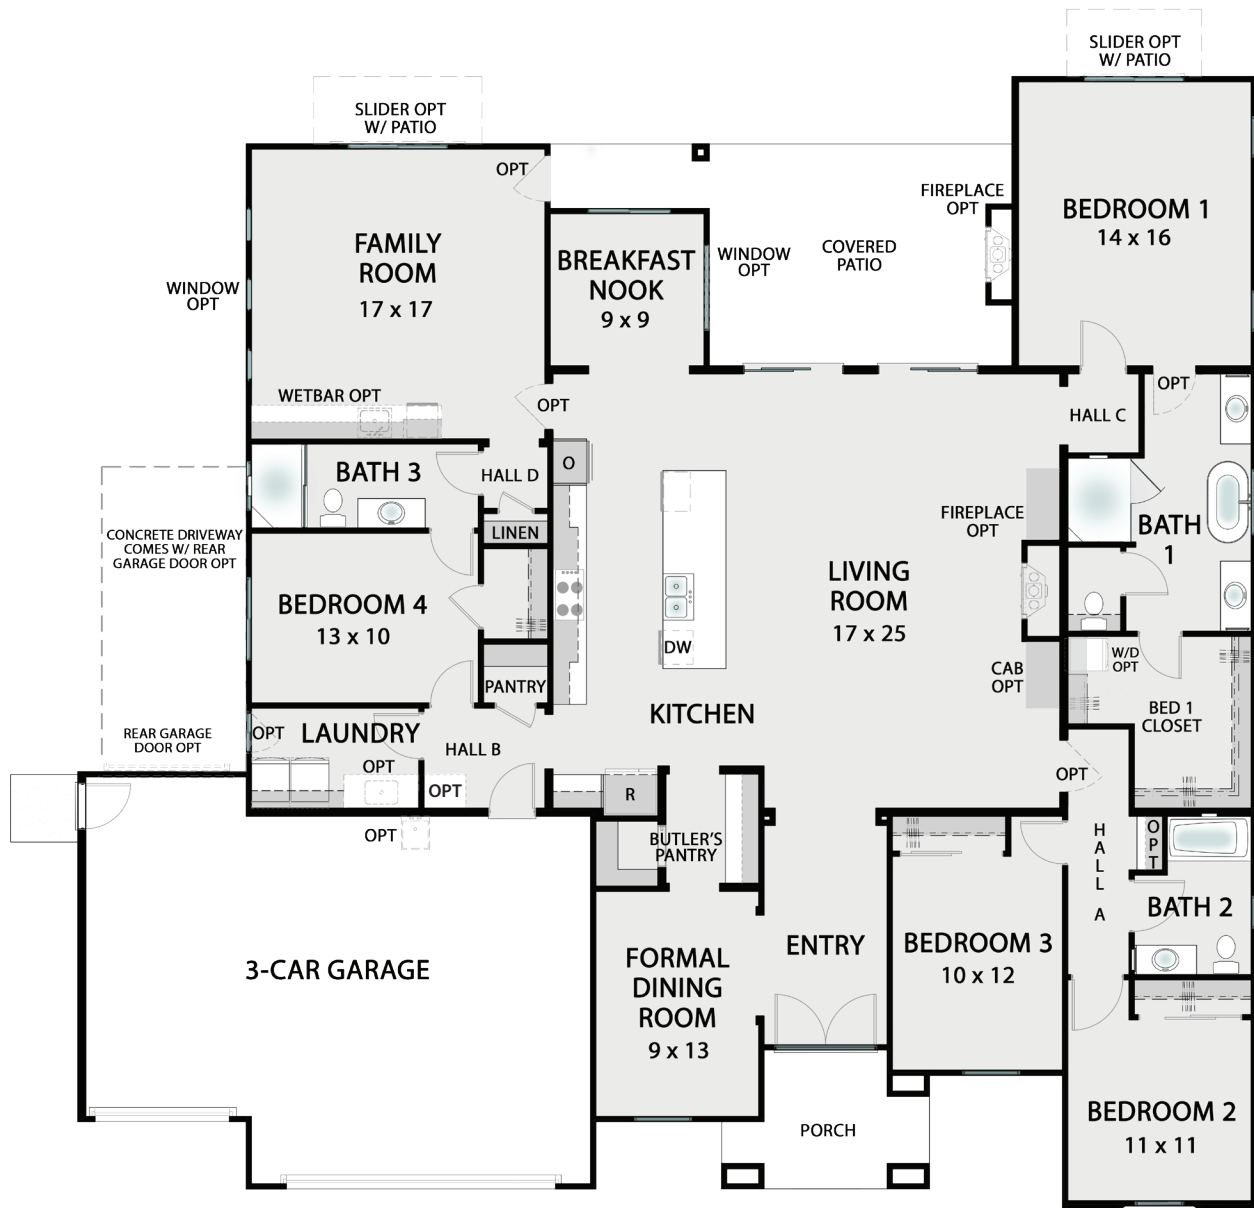 SLIDER OPT
W/ PATIO
SLIDER OPT
W/ PATIO
OPT
FAMILY
ROOM
17 x 17
WINDOW
OPT
WETBAR OPT
BREAKFAST
NOOK
9 x 9
WINDOW
OPT
COVERED
PATIO
FIREPLACE
OPT
BEDROOM 1
14 x 16
OPT
HALL C
OPT
BATH 3
HALL D
O
LINEN
CONCRETE DRIVEWAY
COMES W/ REAR
GARAGE DOOR OPT
BEDROOM 4
13 x 10
PANTRY
DW
LIVING
ROOM
17 x 25
FIREPLACE
OPT
CAB
OPT
BATH
1
W/D
OPT
BED 1
CLOSET
KITCHEN
REAR GARAGE
DOOR OPT
OPT
LAUNDRY
OPT
HALL B
OPT
R
OPT
OPT
BUTLER'S
PANTRY
HALL A
OPT
BATH 2
3-CAR GARAGE
FORMAL
DINING
ROOM
9 x 13
ENTRY
BEDROOM 3
10 x 12
PORCH
BEDROOM 2
11 x 11